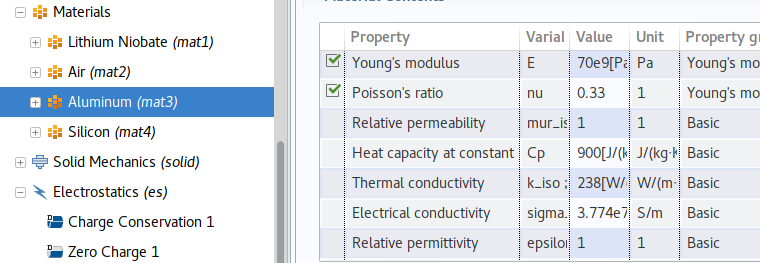 Materials
Lithium Niobate (mat1)
Air (mat2)
Aluminum (mat3)
Silicon (mat4)
Solid Mechanics (solid)
Electrostatics (es)
Charge Conservation 1
Zero Charge 1
Property Varial Value Unit Property gr
Young's modulus E 70e9[Pa Pa Young's mo
Poisson's ratio nu 0.33 1 Young's mo
Relative permeability mur_is 1 1 Basic
Heat capacity at constant Cp 900[J/(k J/(kg·K Basic
Thermal conductivity k_iso ; 238[W/( W/(m· Basic
Electrical conductivity sigma. 3.774e7 S/m Basic
Relative permittivity epsilon 1 1 Basic